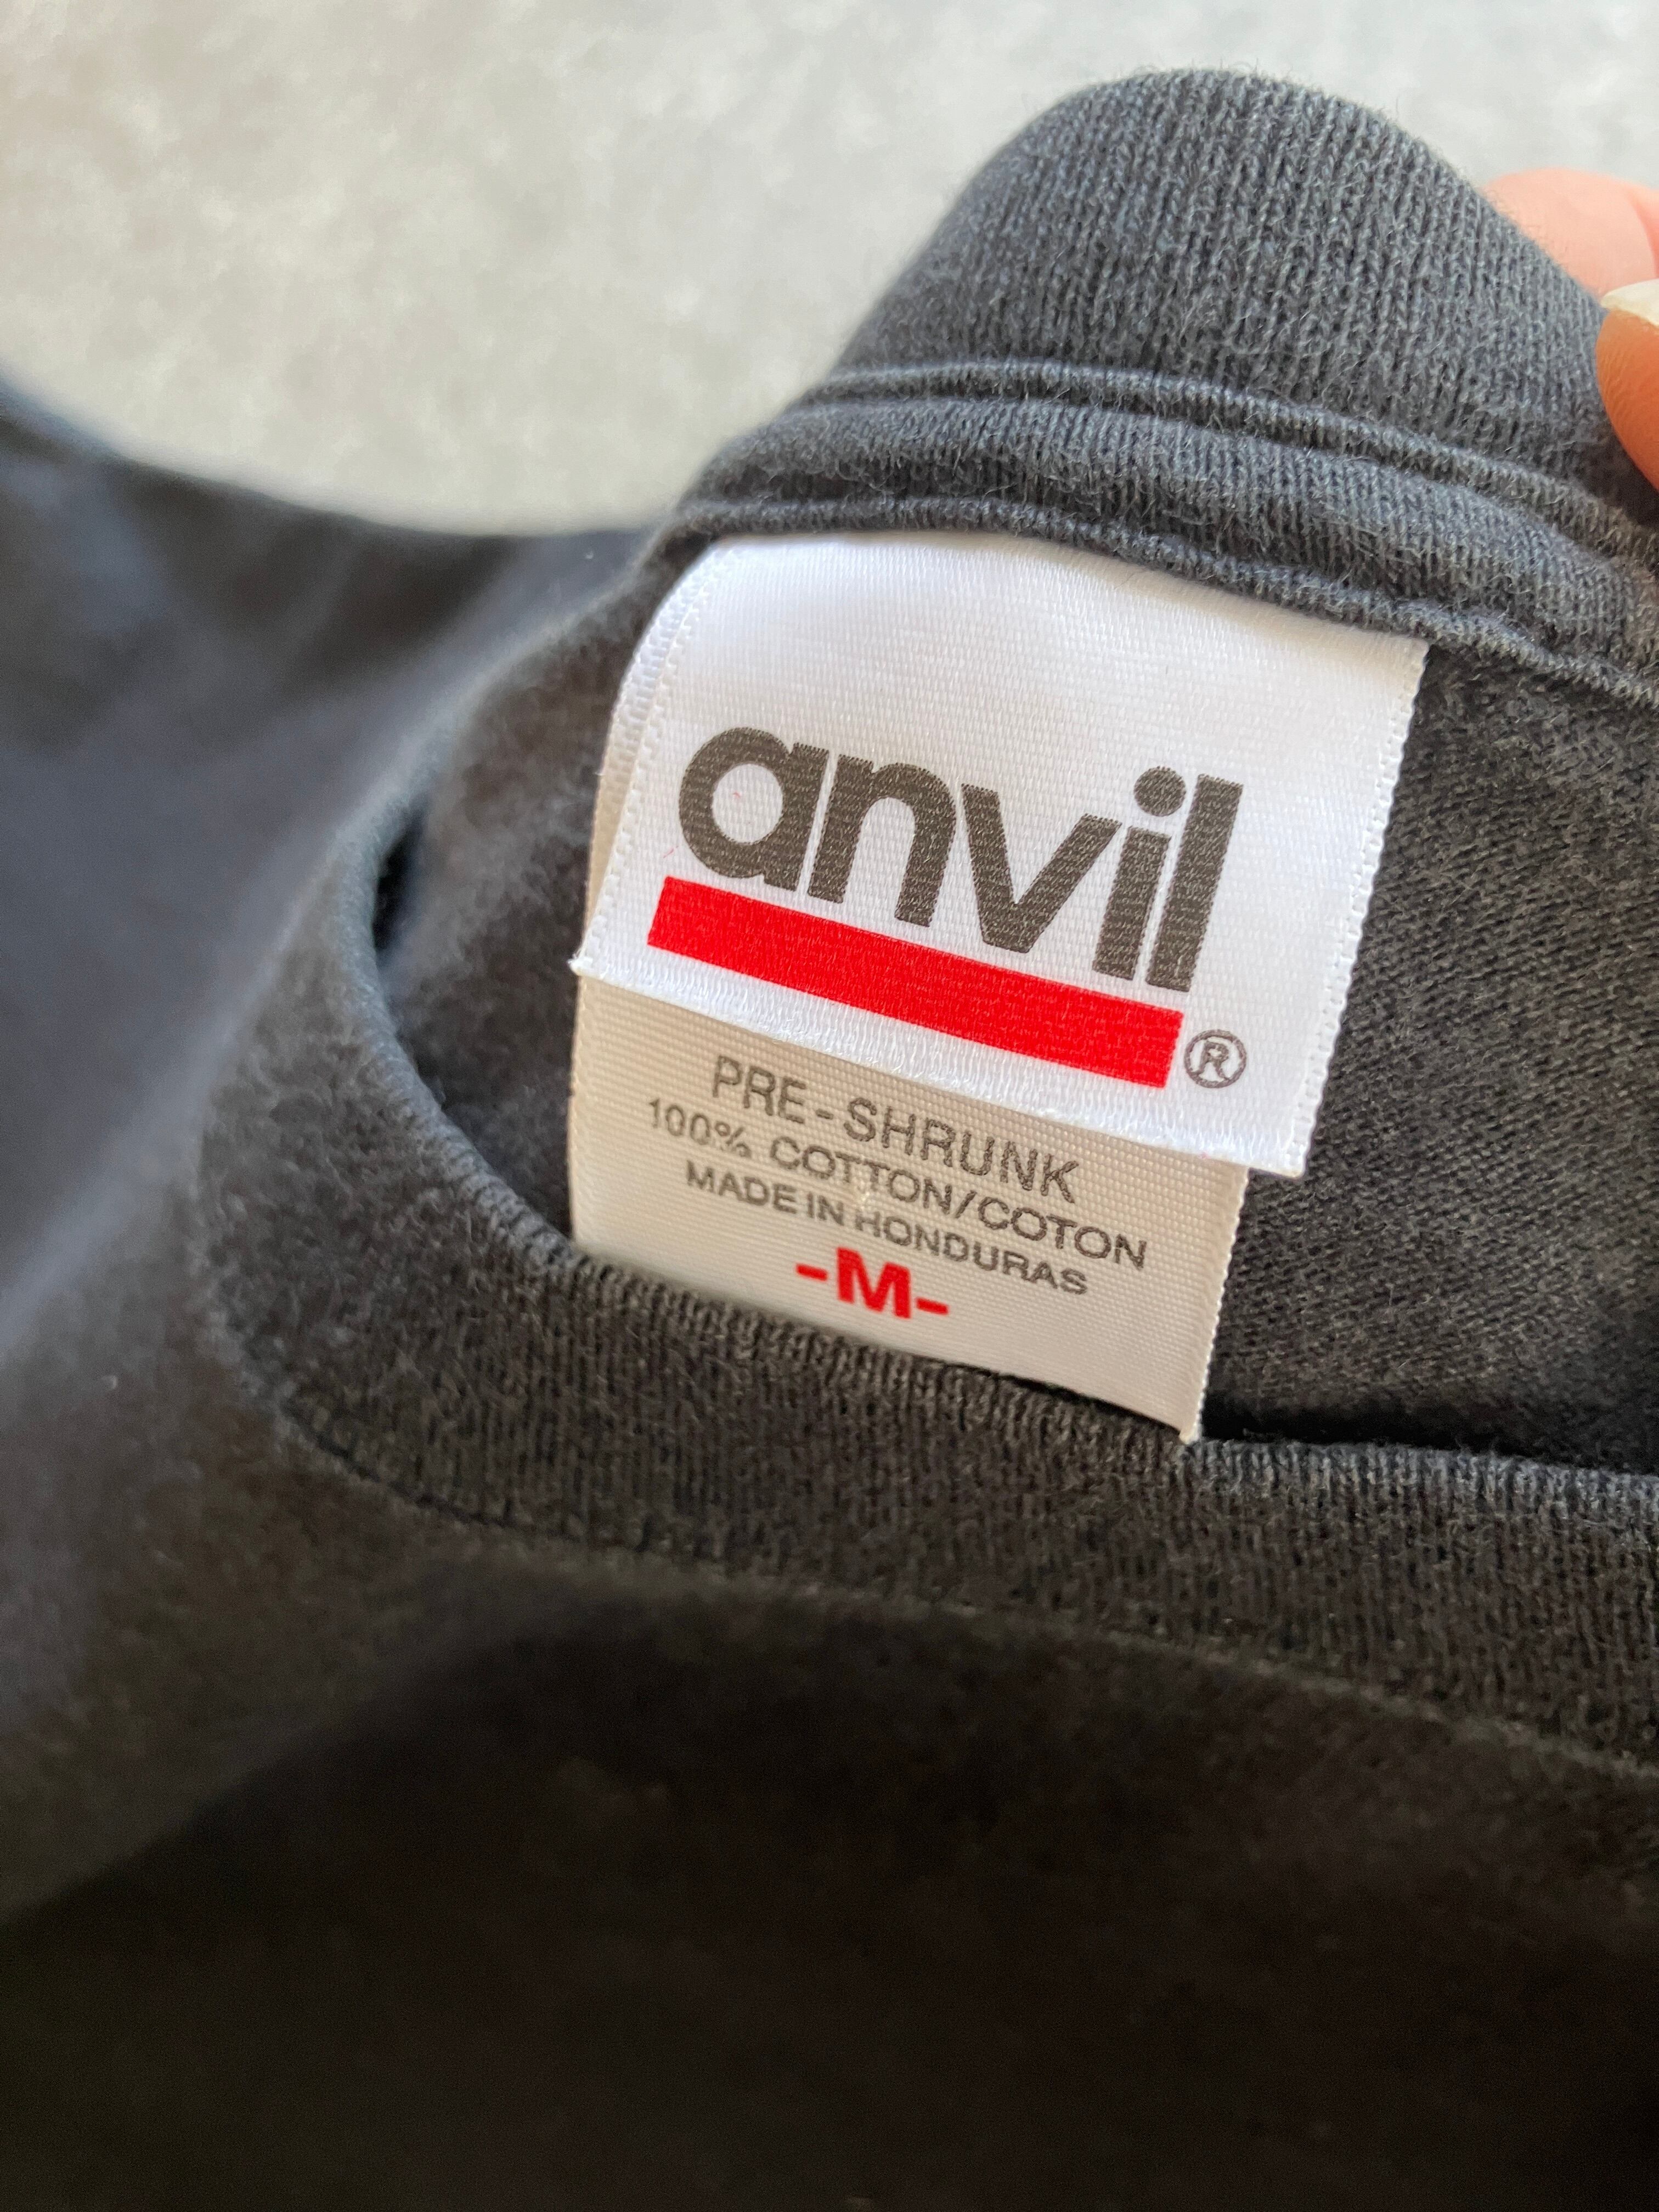 anvil
®
PRE-SHRUNK
100% COTTON/COTON
MADE IN HONDURAS
-M-